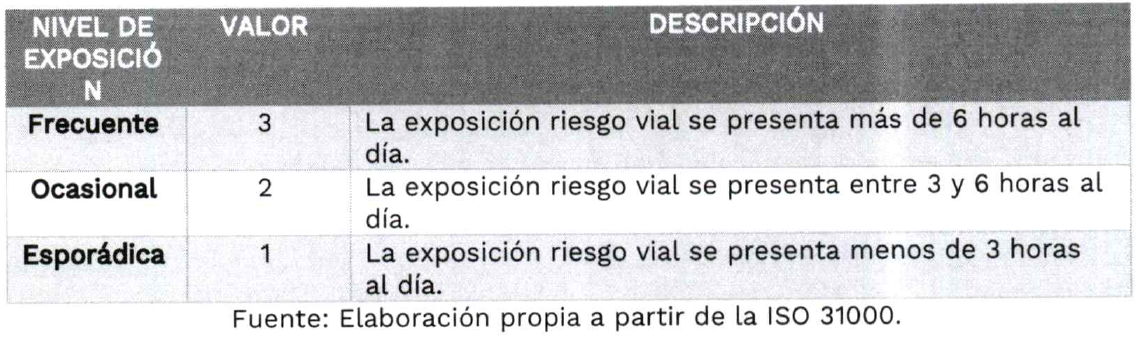 NIVEL DE EXPOSICIÓ N VALOR DESCRIPCIÓN
Frecuente 3 La exposición riesgo vial se presenta más de 6 horas al
día.
Ocasional 2 La exposición riesgo vial se presenta entre 3 y 6 horas al
día.
Esporádica 1 La exposición riesgo vial se presenta menos de 3 horas
al día.
Fuente: Elaboración propia a partir de la ISO 31000.